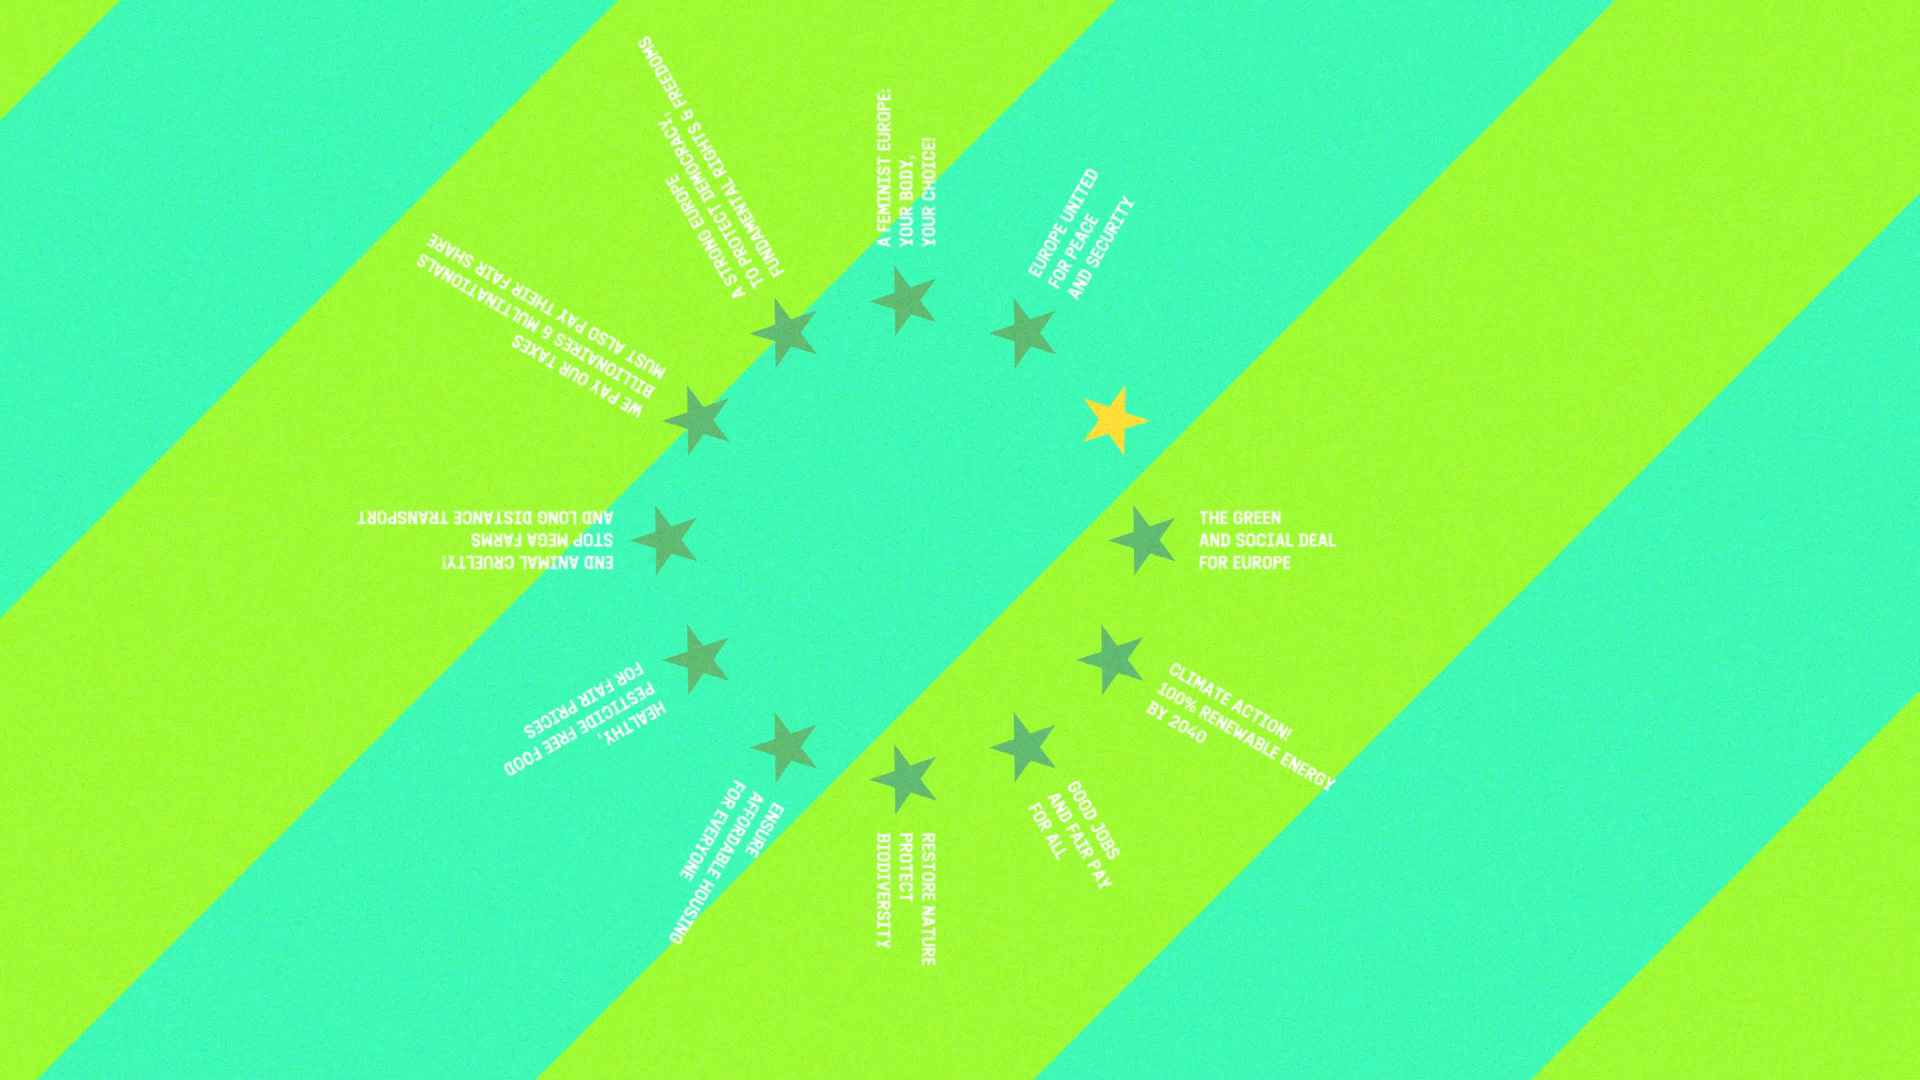 A FEMINIST EUROPE:
YOUR BODY,
YOUR CHOICE!
EUROPE UNITED
FOR PEACE
AND SECURITY
THE GREEN
AND SOCIAL DEAL
FOR EUROPE
CLIMATE ACTION!
100% RENEWABLE ENERGY
BY 2040
GOOD JOBS
AND FAIR PAY
FOR ALL
RESTORE NATURE
PROTECT
BIODIVERSITY
ENSURE
AFFORDABLE HOUSING
FOR EVERYONE
HEALTHY,
PESTICIDE FREE FOOD
FOR FAIR PRICES
END ANIMAL CRUELTY!
STOP MEGA FARMS
AND LONG DISTANCE TRANSPORT
WE PAY OUR TAXES
BILLIONAIRES & MULTINATIONALS
MUST ALSO PAY THEIR FAIR SHARE
A STRONG EUROPE
TO PROTECT DEMOCRACY,
FUNDAMENTAL RIGHTS & FREEDOMS